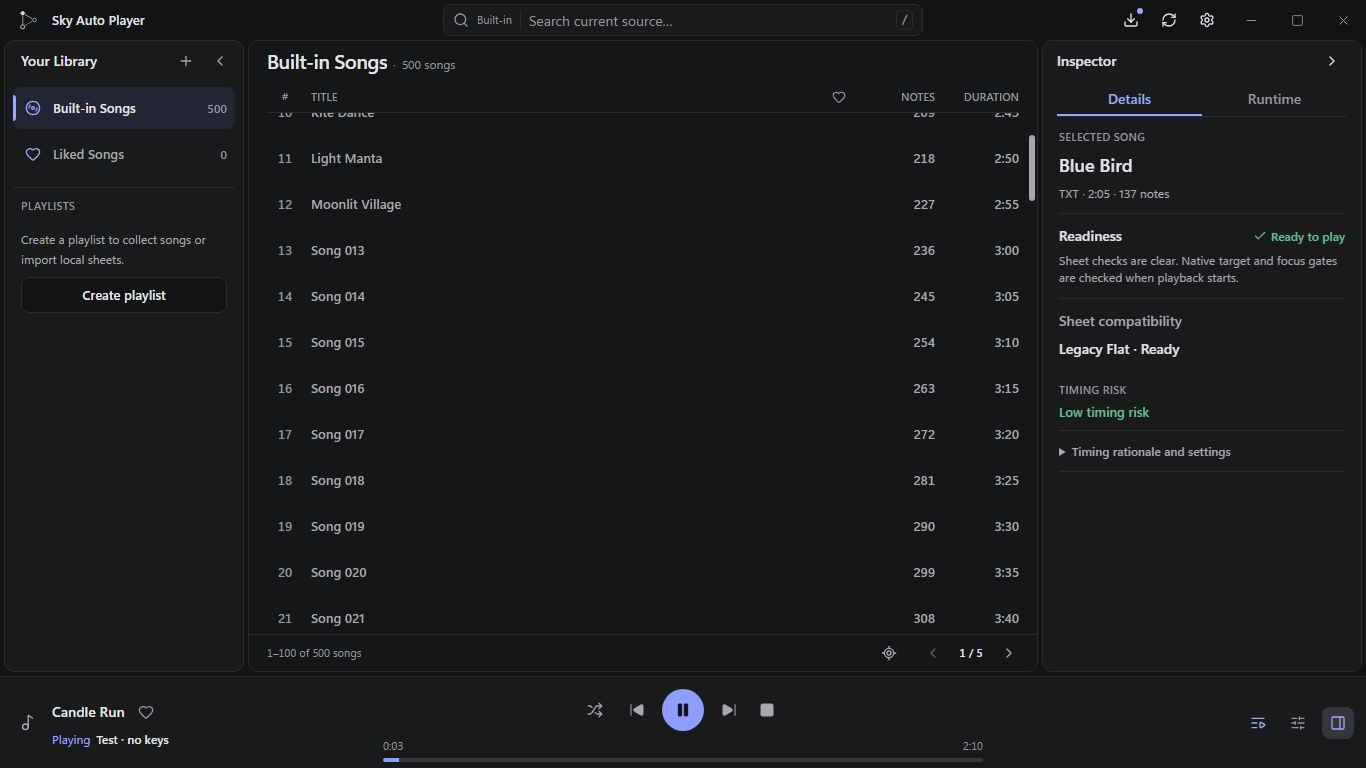 Sky Auto Player
Built-in
Search current source...
/
Your Library
Built-in Songs 500
Liked Songs 0
PLAYLISTS
Create a playlist to collect songs or
import local sheets.
Create playlist
Built-in Songs · 500 songs
# TITLE NOTES DURATION
10 Kite Dance 209 2:45
11 Light Manta 218 2:50
12 Moonlit Village 227 2:55
13 Song 013 236 3:00
14 Song 014 245 3:05
15 Song 015 254 3:10
16 Song 016 263 3:15
17 Song 017 272 3:20
18 Song 018 281 3:25
19 Song 019 290 3:30
20 Song 020 299 3:35
21 Song 021 308 3:40
1–100 of 500 songs
1 / 5
Inspector
Details Runtime
SELECTED SONG
Blue Bird
TXT · 2:05 · 137 notes
Readiness Ready to play
Sheet checks are clear. Native target and focus gates
are checked when playback starts.
Sheet compatibility
Legacy Flat · Ready
TIMING RISK
Low timing risk
Timing rationale and settings
Candle Run
Playing Test · no keys
0:03 2:10